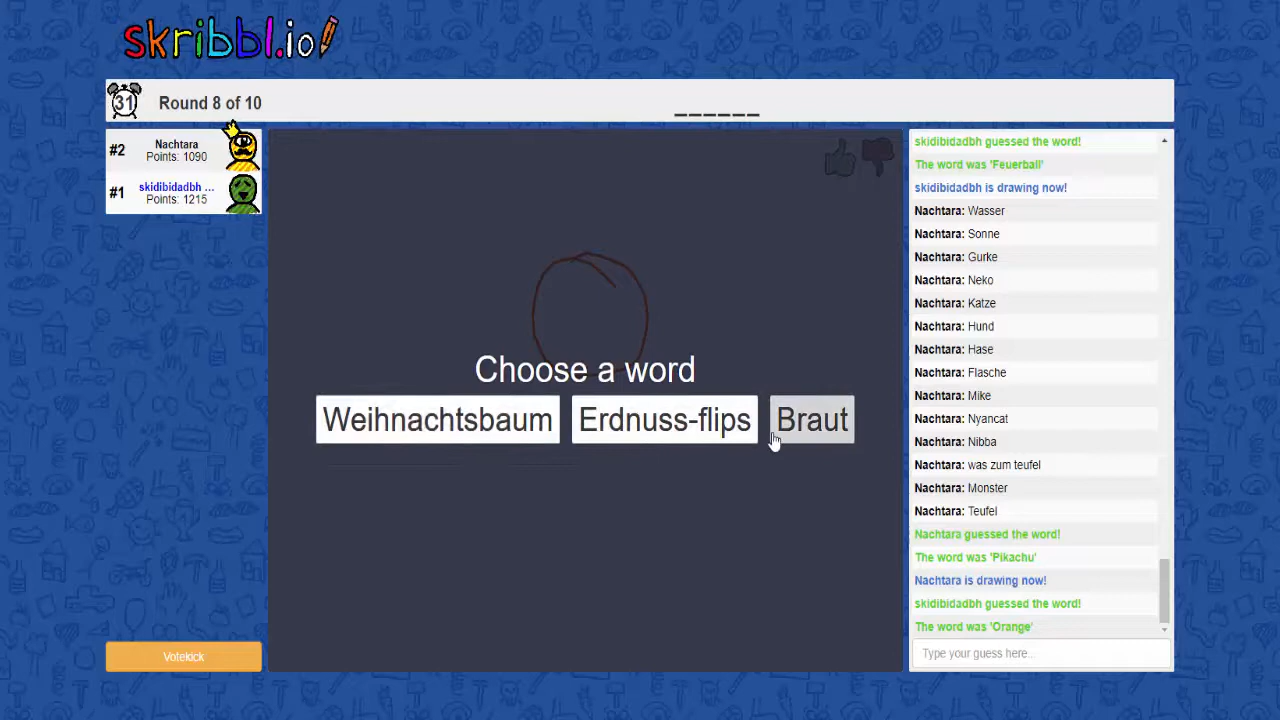 skribbl.io
31
Round 8 of 10
______
#2
Nachtara
Points: 1090
#1
skidibidadbh ...
Points: 1215
Votekick
Choose a word
Weihnachtsbaum
Erdnuss-flips
Braut
skidibidadbh guessed the word!
The word was 'Feuerball'
skidibidadbh is drawing now!
Nachtara: Wasser
Nachtara: Sonne
Nachtara: Gurke
Nachtara: Neko
Nachtara: Katze
Nachtara: Hund
Nachtara: Hase
Nachtara: Flasche
Nachtara: Mike
Nachtara: Nyancat
Nachtara: Nibba
Nachtara: was zum teufel
Nachtara: Monster
Nachtara: Teufel
Nachtara guessed the word!
The word was 'Pikachu'
Nachtara is drawing now!
skidibidadbh guessed the word!
The word was 'Orange'
Type your guess here...